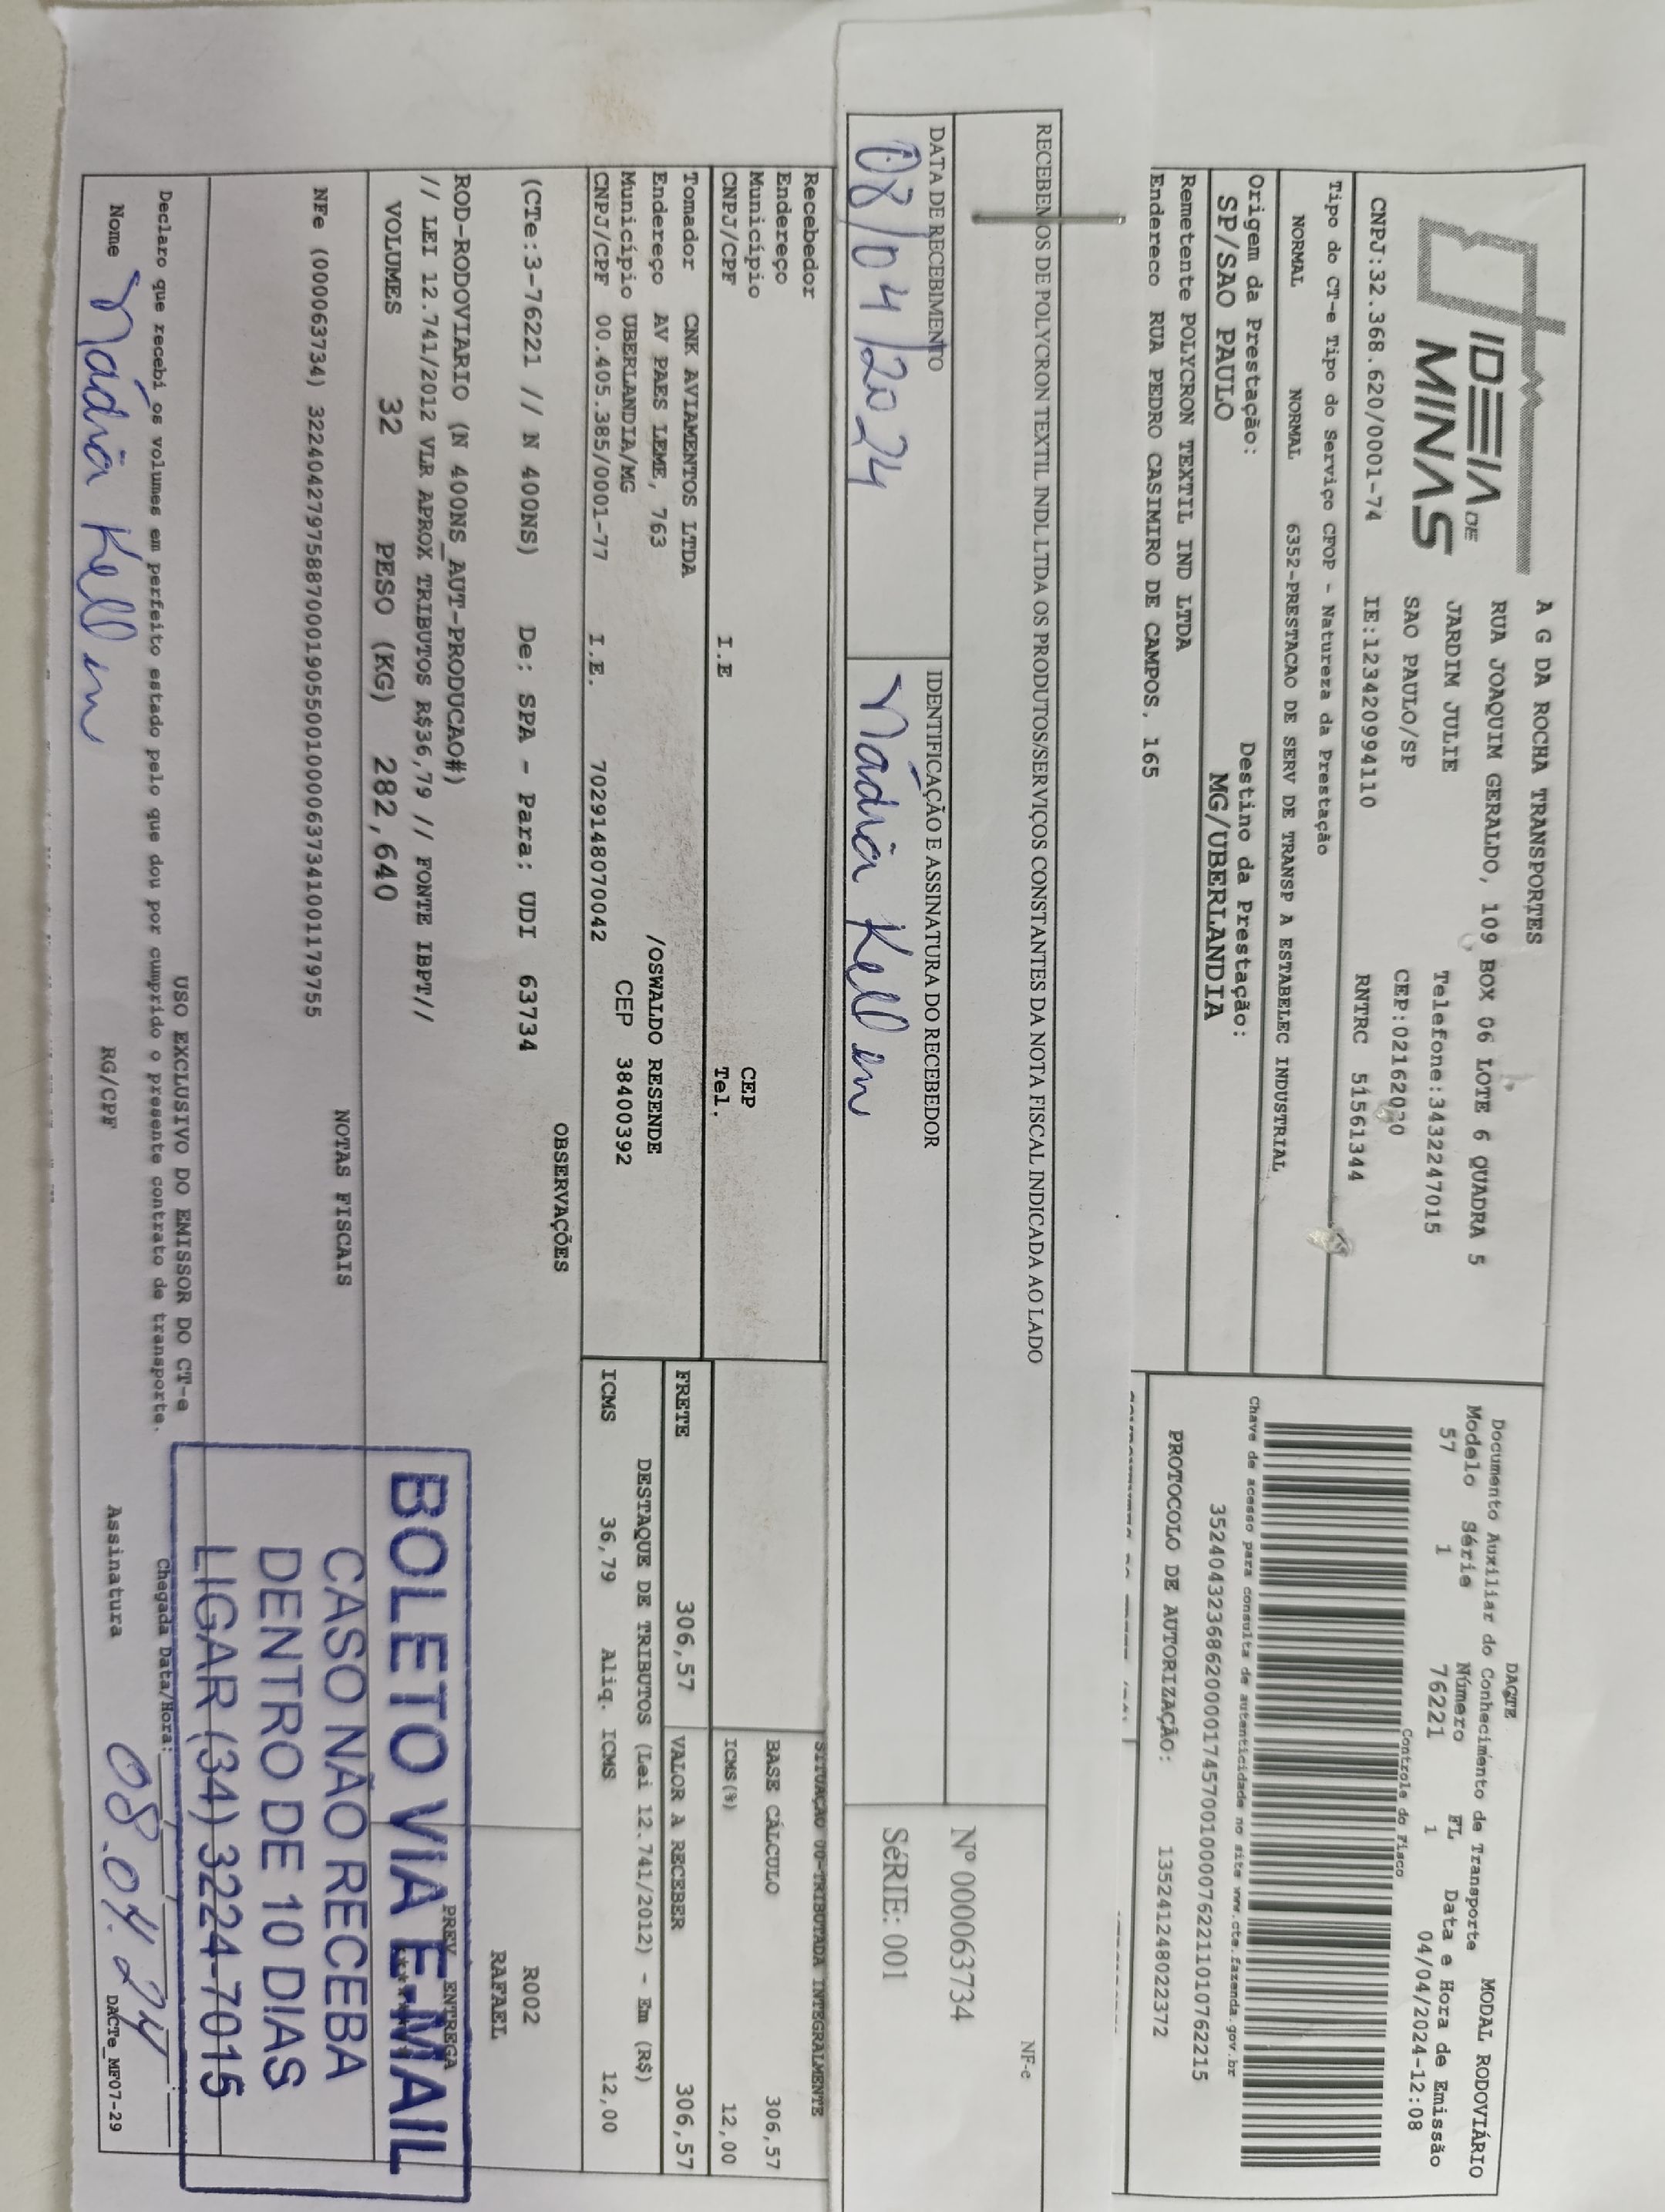 IDEIA DE
MINAS
A G DA ROCHA TRANSPORTES
RUA JOAQUIM GERALDO, 109 BOX 06 LOTE 6 QUADRA 5
JARDIM JULIE Telefone:3432247015
SAO PAULO/SP CEP:02162020
CNPJ:32.368.620/0001-74 IE:123420994110 RNTRC 51561344
Tipo do CT-e Tipo do Serviço CFOP - Natureza da Prestação
NORMAL NORMAL 6352-PRESTACAO DE SERV DE TRANSP A ESTABELEC INDUSTRIAL
Origem da Prestação: Destino da Prestação:
SP/SAO PAULO MG/UBERLANDIA
Remetente POLYCRON TEXTIL IND LTDA
Endereco RUA PEDRO CASIMIRO DE CAMPOS, 165
DACTE MODAL RODOVIÁRIO
Documento Auxiliar do Conhecimento de Transporte
Modelo Série Número FL Data e Hora de Emissão
57 1 76221 1 04/04/2024-12:08
Controle do Fisco
Chave de acesso para consulta de autenticidade no site www.cte.fazenda.gov.br
35240432368620000174570010000762211010762215
PROTOCOLO DE AUTORIZAÇÃO: 135241248022372
RECEBEMOS DE POLYCRON TEXTIL INDL LTDA OS PRODUTOS/SERVIÇOS CONSTANTES DA NOTA FISCAL INDICADA AO LADO
DATA DE RECEBIMENTO IDENTIFICAÇÃO E ASSINATURA DO RECEBEDOR
08/04/2024 Nádia Kellen
NF-e
Nº 000063734
SéRIE: 001
Recebedor
Endereço
Município CEP
CNPJ/CPF I.E Tel.
Tomador CNK AVIAMENTOS LTDA
Endereço AV PAES LEME, 763 /OSWALDO RESENDE
Município UBERLANDIA/MG CEP 38400392
CNPJ/CPF 00.405.385/0001-77 I.E. 7029148070042
SITUAÇÃO 00-TRIBUTADA INTEGRALMENTE
BASE CÁLCULO 306,57
ICMS(%) 12,00
FRETE 306,57 VALOR A RECEBER 306,57
DESTAQUE DE TRIBUTOS (Lei 12.741/2012) - Em (R$)
ICMS 36,79 Aliq. ICMS 12,00
OBSERVAÇÕES
(CTe:3-76221 // N 400NS) De: SPA - Para: UDI 63734
R002
RAFAEL
ROD-RODOVIARIO (N 400NS_AUT-PRODUCAO#)
// LEI 12.741/2012 VLR APROX TRIBUTOS R$36,79 // FONTE IBPT//
PREV. ENTREGA
VOLUMES 32 PESO (KG) 282,640
NOTAS FISCAIS
NFe (000063734) 32240427975887000190550010000637341001179755
BOLETO VIA E-MAIL
CASO NÃO RECEBA
DENTRO DE 10 DIAS
LIGAR (34) 3224-7015
USO EXCLUSIVO DO EMISSOR DO CT-e
Declaro que recebi os volumes em perfeito estado pelo que dou por cumprido o presente contrato de transporte.
Chegada Data/Hora:
Nome Nádia Kellen RG/CPF Assinatura 08.04.24
DACTe_MF07-29